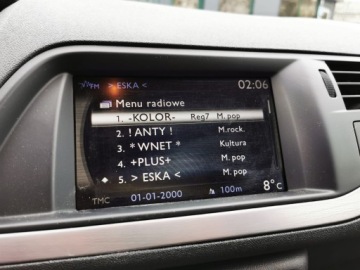 TM > ESKA < 02:06
Menu radiowe
1. -KOLOR- Reg7 M. pop
2. ! ANTY ! M.rock.
3. * WNET * Kultura
4. +PLUS+ M. pop
5. > ESKA < M. pop
TMC 01-01-2000 100m 8°c